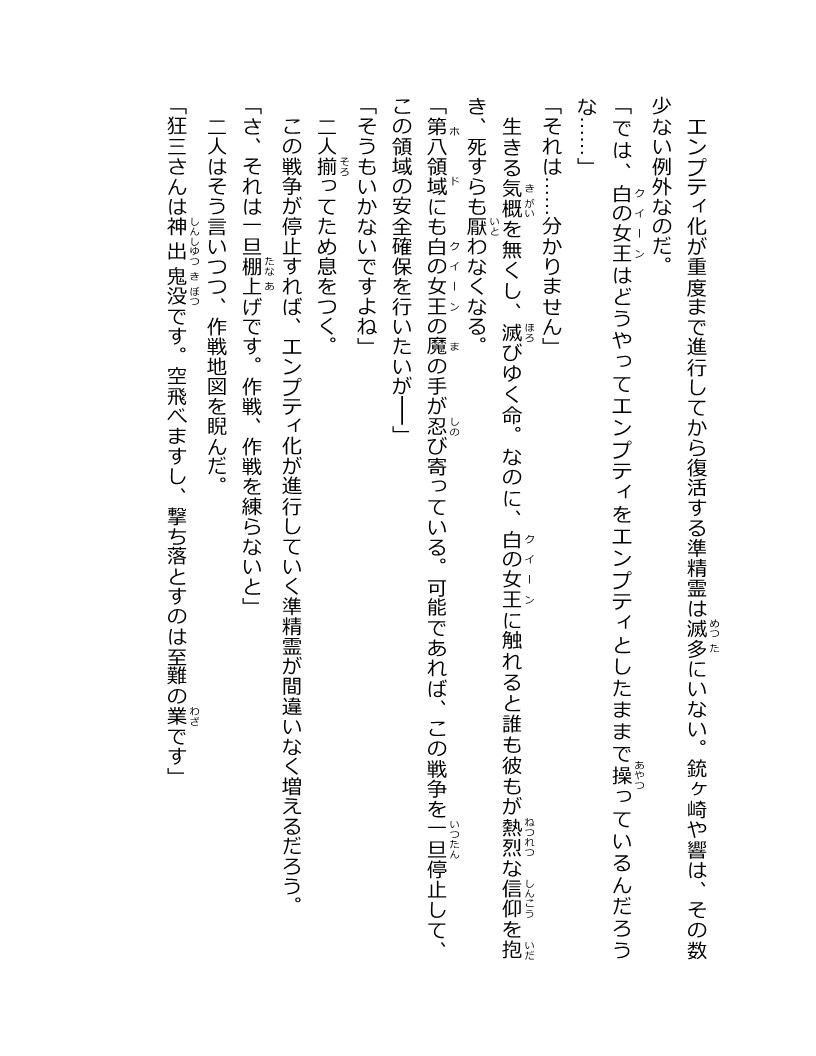 エンプティ化が重度まで進行してから復活する準精霊は滅多にいない。銃ヶ崎や響は、その数
少ない例外なのだ。
「では、白の女王はどうやってエンプティをエンプティとしたままで操っているんだろう
な……」
「それは……分かりません」
生きる気概を無くし、滅びゆく命。なのに、白の女王に触れると誰も彼もが熱烈な信仰を抱
き、死すらも厭わなくなる。
「第八領域にも白の女王の魔の手が忍び寄っている。可能であれば、この戦争を一旦停止して、
この領域の安全確保を行いたいが――」
「そうもいかないですよね」
二人揃ってため息をつく。
この戦争が停止すれば、エンプティ化が進行していく準精霊が間違いなく増えるだろう。
「さ、それは一旦棚上げです。作戦、作戦を練らないと」
二人はそう言いつつ、作戦地図を睨んだ。
「狂三さんは神出鬼没です。空飛べますし、撃ち落とすのは至難の業です」